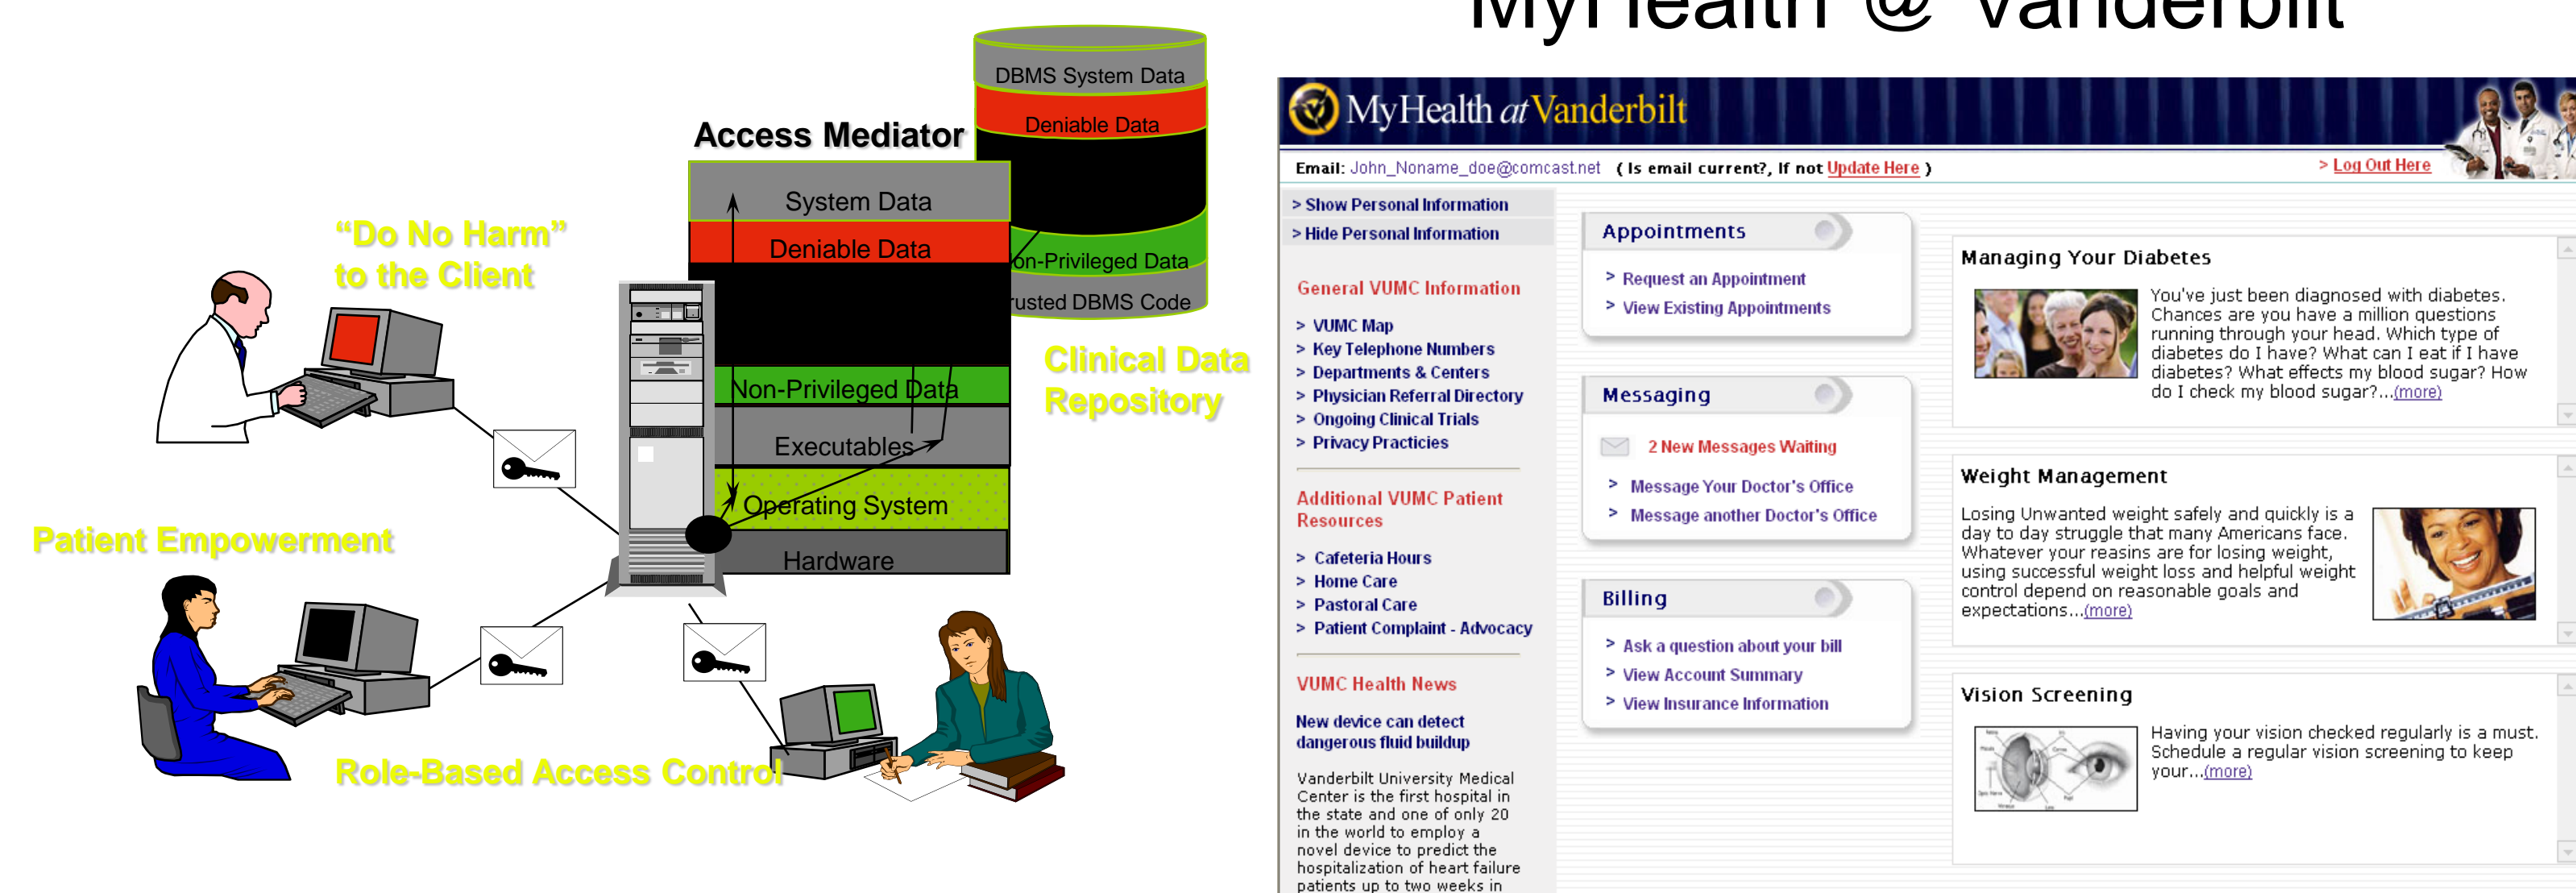 MyHealth @ Vanderbilt
DBMS System Data
Deniable Data
on-Privileged Data
rusted DBMS Code
Access Mediator
System Data
Deniable Data
Non-Privileged Data
Executables
Operating System
Hardware
“Do No Harm”
to the Client
Clinical Data
Repository
Patient Empowerment
Role-Based Access Control
MyHealth at Vanderbilt
Email: John_Noname_doe@comcast.net ( Is email current?, If not Update Here )
> Log Out Here
> Show Personal Information
> Hide Personal Information
General VUMC Information
> VUMC Map
> Key Telephone Numbers
> Departments & Centers
> Physician Referral Directory
> Ongoing Clinical Trials
> Privacy Practicies
Additional VUMC Patient
Resources
> Cafeteria Hours
> Home Care
> Pastoral Care
> Patient Complaint - Advocacy
VUMC Health News
New device can detect
dangerous fluid buildup
Vanderbilt University Medical
Center is the first hospital in
the state and one of only 20
in the world to employ a
novel device to predict the
hospitalization of heart failure
patients up to two weeks in
Appointments
> Request an Appointment
> View Existing Appointments
Messaging
2 New Messages Waiting
> Message Your Doctor's Office
> Message another Doctor's Office
Billing
> Ask a question about your bill
> View Account Summary
> View Insurance Information
Managing Your Diabetes
You've just been diagnosed with diabetes.
Chances are you have a million questions
running through your head. Which type of
diabetes do I have? What can I eat if I have
diabetes? What effects my blood sugar? How
do I check my blood sugar?...(more)
Weight Management
Losing Unwanted weight safely and quickly is a
day to day struggle that many Americans face.
Whatever your reasins are for losing weight,
using successful weight loss and helpful weight
control depend on reasonable goals and
expectations...(more)
Vision Screening
Having your vision checked regularly is a must.
Schedule a regular vision screening to keep
your...(more)